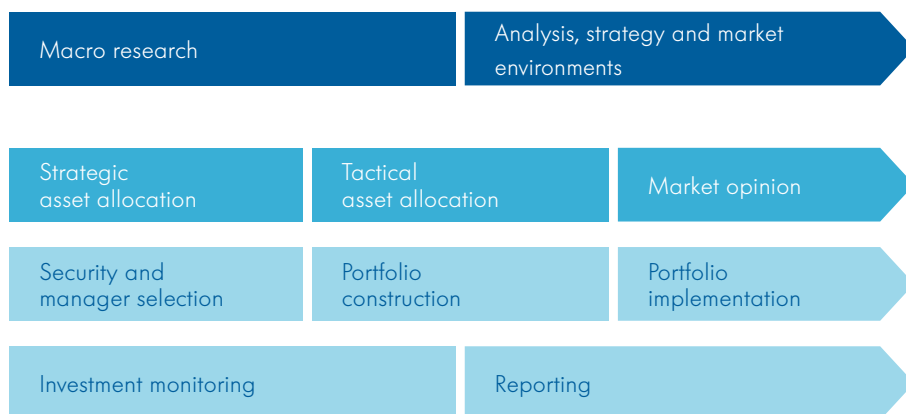 Macro research
Analysis, strategy and market
environments
Strategic
asset allocation
Tactical
asset allocation
Market opinion
Security and
manager selection
Portfolio
construction
Portfolio
implementation
Investment monitoring
Reporting